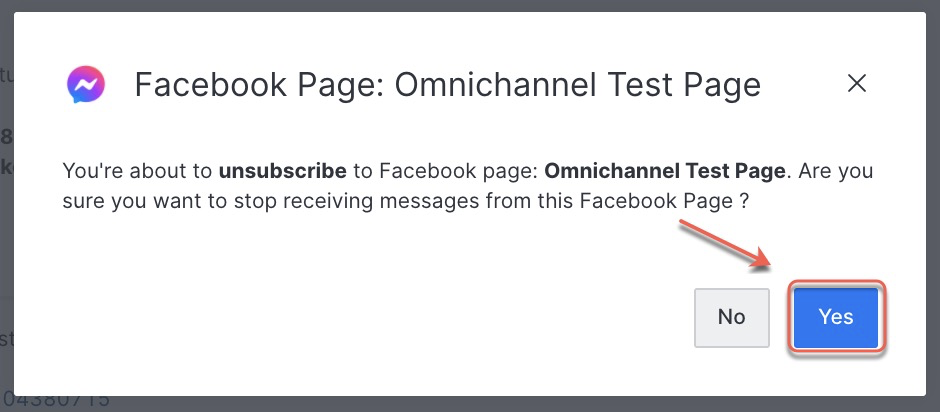 Facebook Page: Omnichannel Test Page
You're about to unsubscribe to Facebook page: Omnichannel Test Page. Are you
sure you want to stop receiving messages from this Facebook Page ?
No
Yes